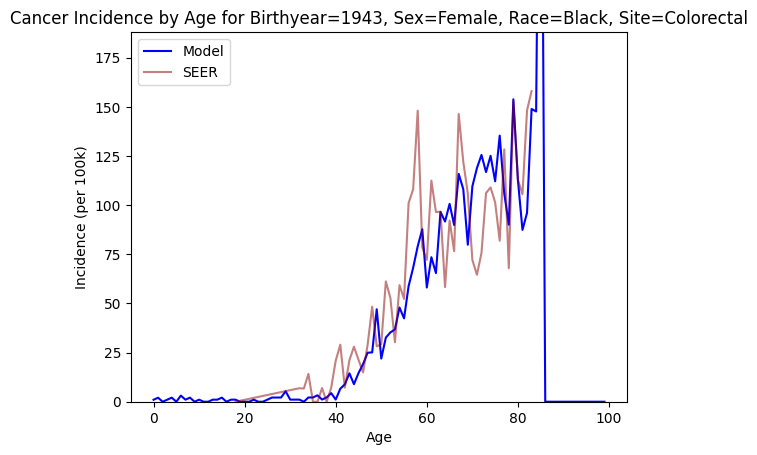 Cancer Incidence by Age for Birthyear=1943, Sex=Female, Race=Black, Site=Colorectal
Model
SEER
175
150
125
100
75
50
25
0
Incidence (per 100k)
0 20 40 60 80 100
Age